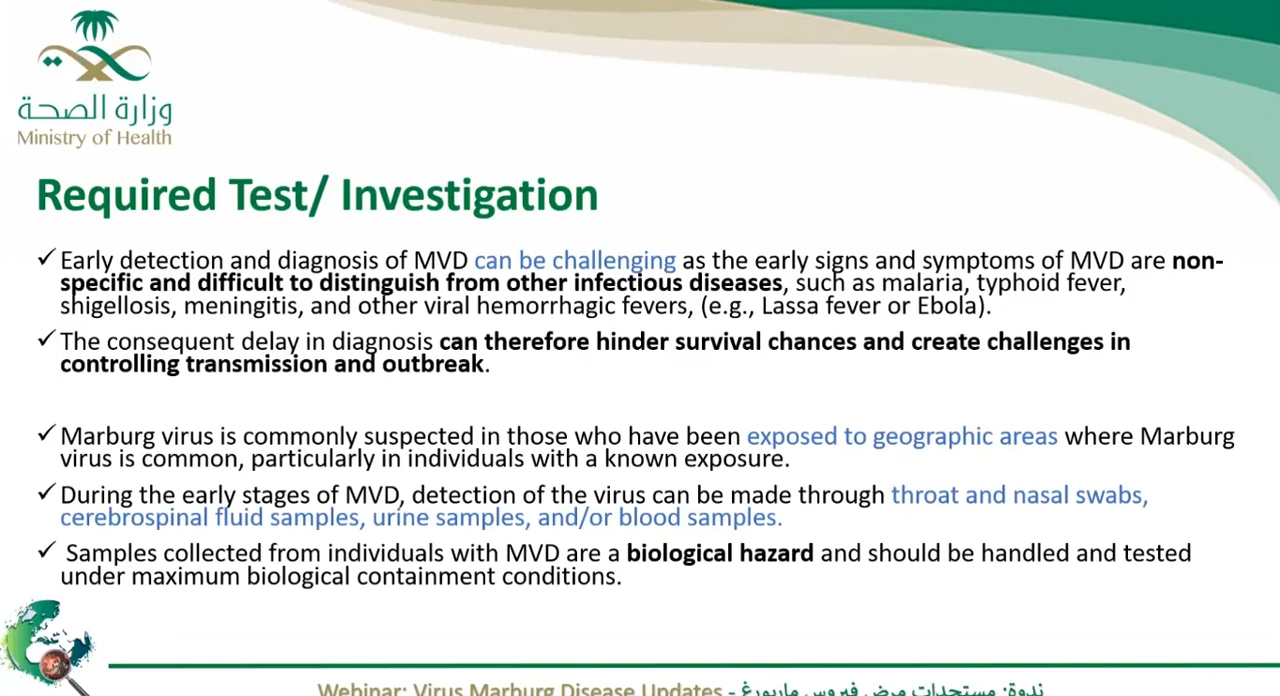 وزارة الصحة
Ministry of Health
Required Test/ Investigation
✓ Early detection and diagnosis of MVD can be challenging as the early signs and symptoms of MVD are non-
specific and difficult to distinguish from other infectious diseases, such as malaria, typhoid fever,
shigellosis, meningitis, and other viral hemorrhagic fevers, (e.g., Lassa fever or Ebola).
✓ The consequent delay in diagnosis can therefore hinder survival chances and create challenges in
controlling transmission and outbreak.
✓ Marburg virus is commonly suspected in those who have been exposed to geographic areas where Marburg
virus is common, particularly in individuals with a known exposure.
✓ During the early stages of MVD, detection of the virus can be made through throat and nasal swabs,
cerebrospinal fluid samples, urine samples, and/or blood samples.
✓ Samples collected from individuals with MVD are a biological hazard and should be handled and tested
under maximum biological containment conditions.
Webinar: Virus Marburg Disease Updates - ندوة: مستجدات مرض فيروس ماربورغ